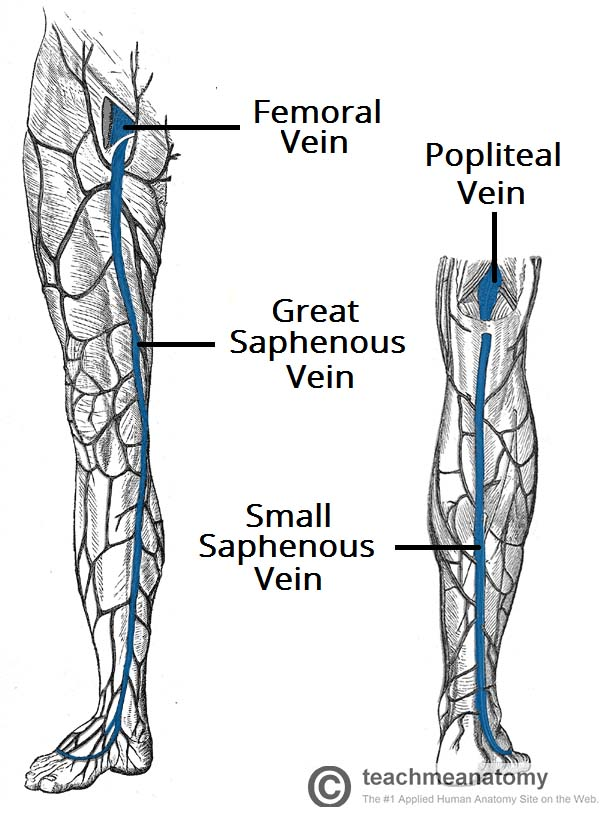 Femoral
Vein
Popliteal
Vein
Great
Saphenous
Vein
Small
Saphenous
Vein
© teachmeanatomy
The #1 Applied Human Anatomy Site on the Web.